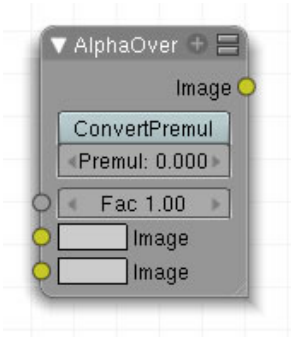 AlphaOver
Image
ConvertPremul
Premul: 0.000
Fac 1.00
Image
Image